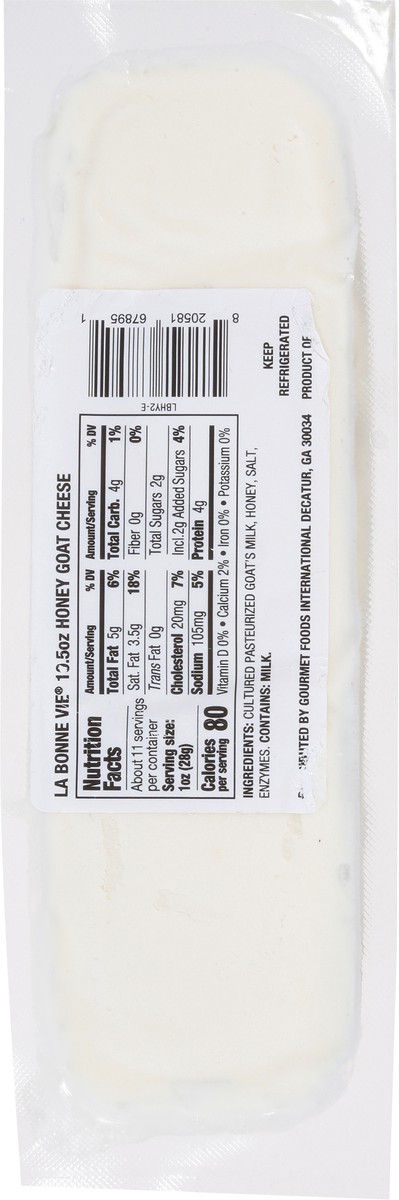 LA BONNE VIE® 10.5oz HONEY GOAT CHEESE
Nutrition
Facts
About 11 servings
per container
Serving size:
1oz (28g)
Calories 80
per serving
Amount/Serving % DV
Total Fat 5g 6%
Sat. Fat 3.5g 18%
Trans Fat 0g
Cholesterol 20mg 7%
Sodium 105mg 5%
Amount/Serving % DV
Total Carb. 4g 1%
Fiber 0g 0%
Total Sugars 2g
Incl.2g Added Sugars 4%
Protein 4g
Vitamin D 0% • Calcium 2% • Iron 0% • Potassium 0%
INGREDIENTS: CULTURED PASTEURIZED GOAT'S MILK, HONEY, SALT,
ENZYMES. CONTAINS: MILK.
BY GOURMET FOODS INTERNATIONAL DECATUR, GA 30034 PRODUCT OF
KEEP
REFRIGERATED
LBHY2-E
8 20581 67895 1